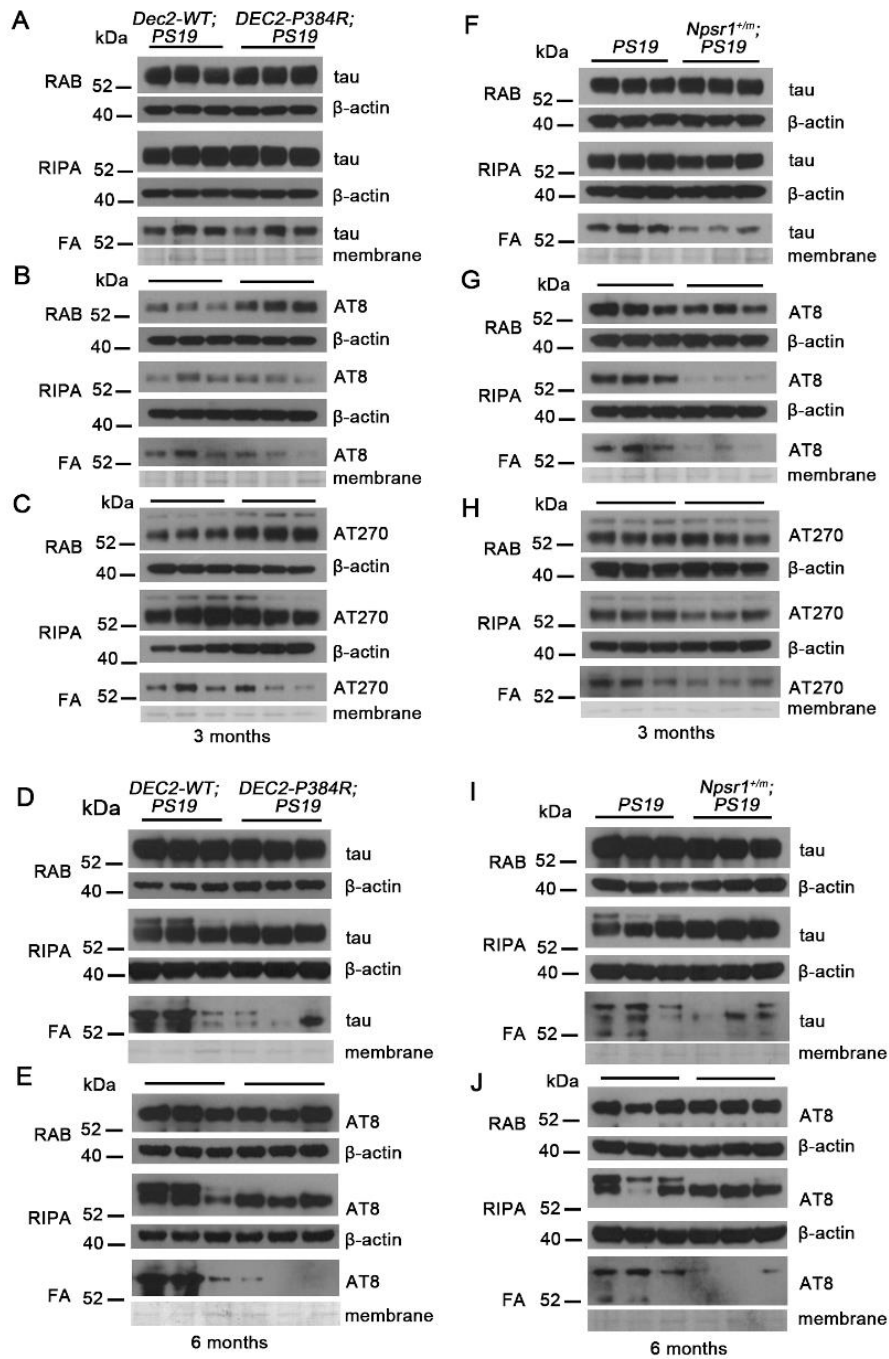 A
Dec2-WT; DEC2-P384R;
kDa PS19 PS19
RAB 52 tau
40 β-actin
RIPA 52 tau
40 β-actin
FA 52 tau
membrane
B kDa
RAB 52 AT8
40 β-actin
RIPA 52 AT8
40 β-actin
FA 52 AT8
membrane
C kDa
RAB 52 AT270
40 β-actin
RIPA 52 AT270
40 β-actin
FA 52 AT270
membrane
3 months
D
DEC2-WT; DEC2-P384R;
kDa PS19 PS19
RAB 52 tau
40 β-actin
RIPA 52 tau
40 β-actin
FA 52 tau
membrane
E kDa
RAB 52 AT8
40 β-actin
RIPA 52 AT8
40 β-actin
FA 52 AT8
membrane
6 months
F
Npsr1+/m;
kDa PS19 PS19
RAB 52 tau
40 β-actin
RIPA 52 tau
40 β-actin
FA 52 tau
membrane
G kDa
RAB 52 AT8
40 β-actin
RIPA 52 AT8
40 β-actin
FA 52 AT8
membrane
H kDa
RAB 52 AT270
40 β-actin
RIPA 52 AT270
40 β-actin
FA 52 AT270
membrane
3 months
I
Npsr1+/m;
kDa PS19 PS19
RAB 52 tau
40 β-actin
RIPA 52 tau
40 β-actin
FA 52 tau
membrane
J kDa
RAB 52 AT8
40 β-actin
RIPA 52 AT8
40 β-actin
FA 52 AT8
membrane
6 months